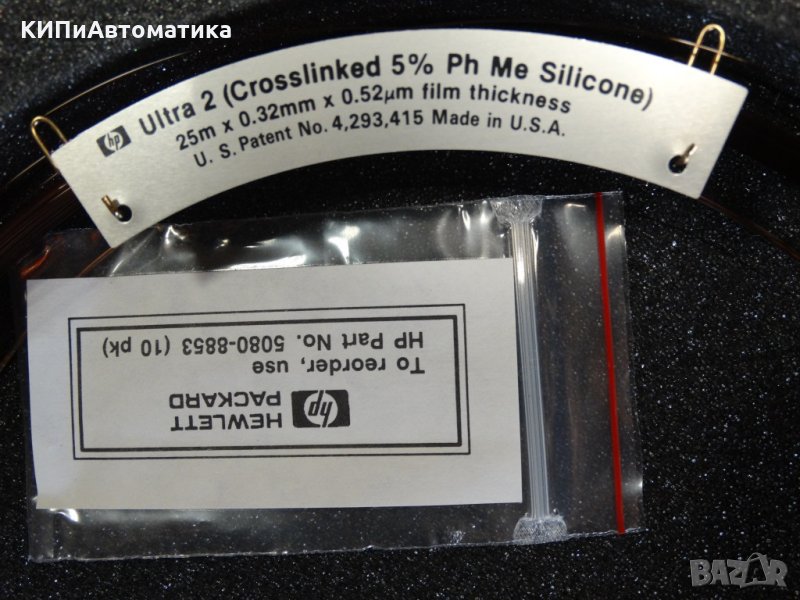 КИПиАвтоматика
hp Ultra 2 (Crosslinked 5% Ph Me Silicone)
25m x 0.32mm x 0.52µm film thickness
U. S. Patent No. 4,293,415 Made in U.S.A.
hp HEWLETT
PACKARD
To reorder, use
HP Part No. 5080-8853 (10 pk)
BAZAR